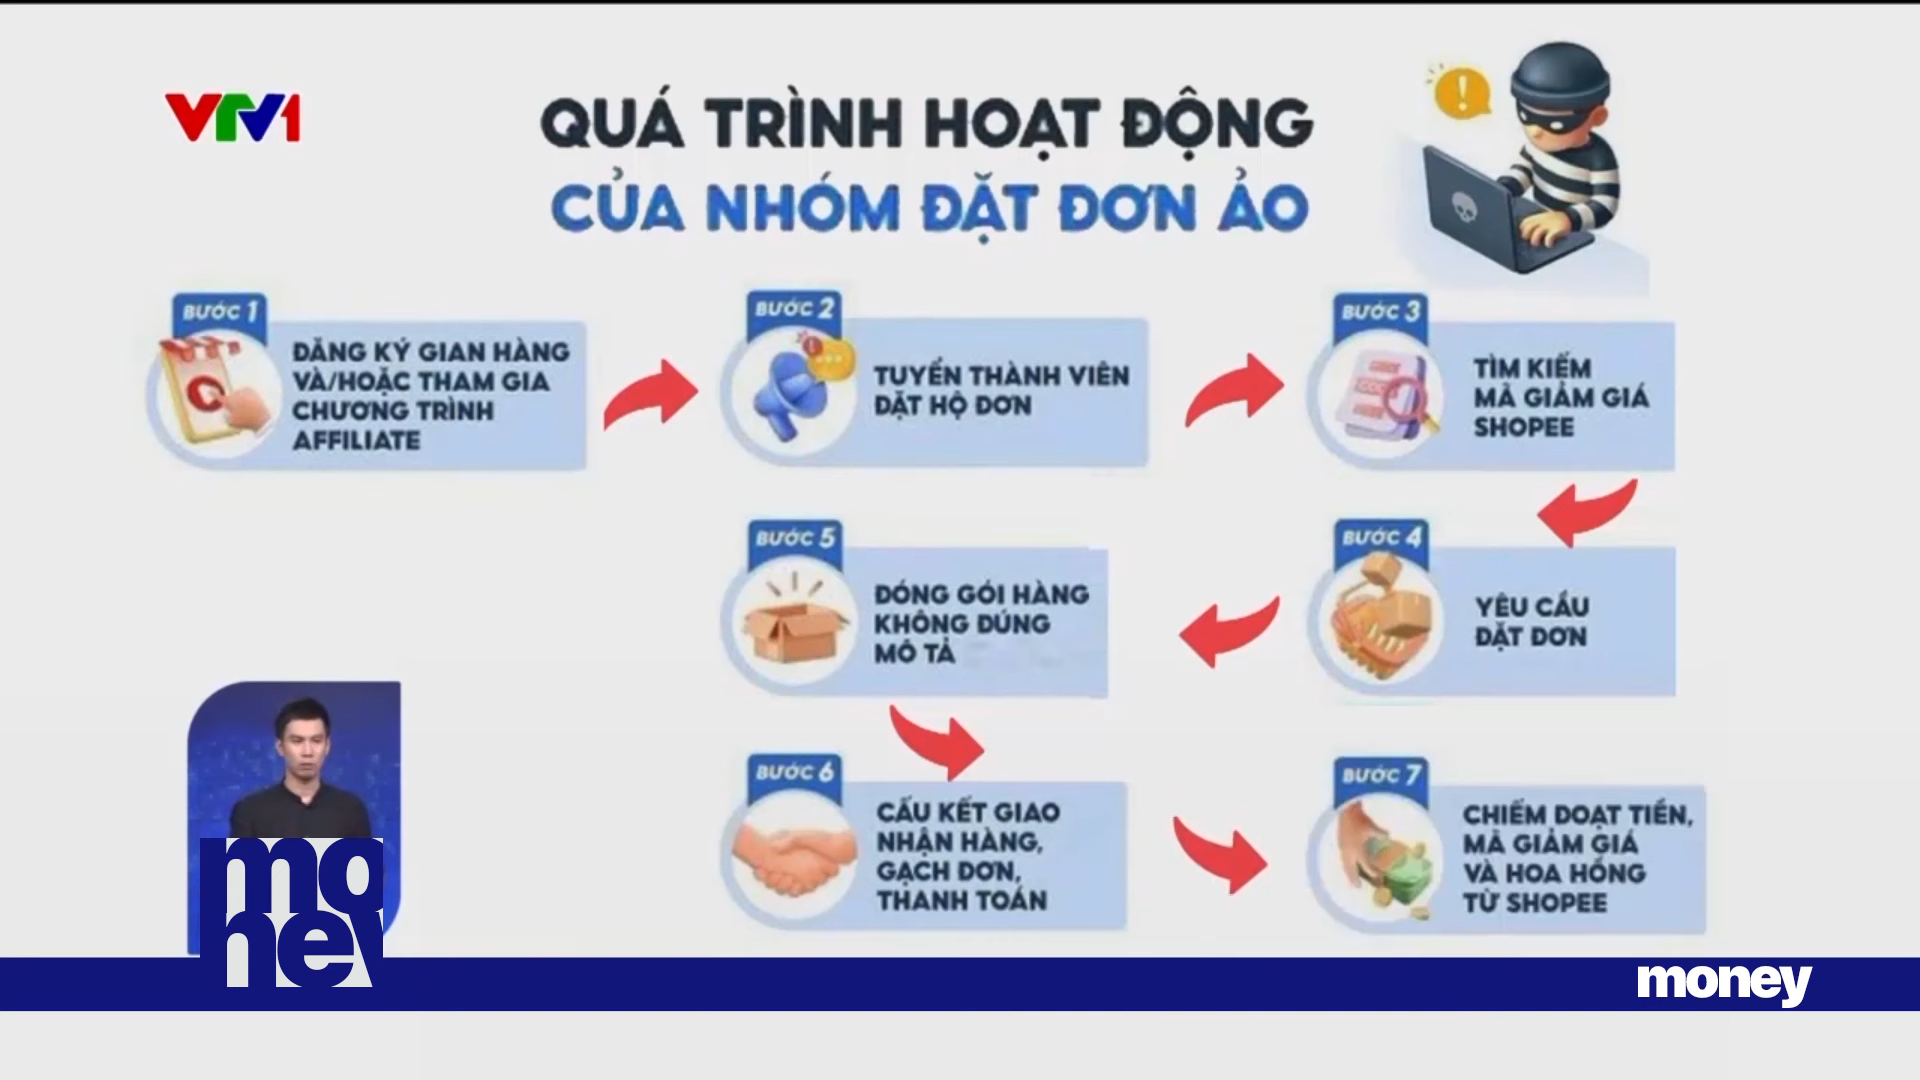 VTV1
QUÁ TRÌNH HOẠT ĐỘNG
CỦA NHÓM ĐẶT ĐƠN ẢO
BƯỚC 1
ĐĂNG KÝ GIAN HÀNG
VÀ/HOẶC THAM GIA
CHƯƠNG TRÌNH
AFFILIATE
BƯỚC 2
TUYỂN THÀNH VIÊN
ĐẶT HỘ ĐƠN
BƯỚC 3
TÌM KIẾM
MÃ GIẢM GIÁ
SHOPEE
BƯỚC 4
YÊU CẦU
ĐẶT ĐƠN
BƯỚC 5
ĐÓNG GÓI HÀNG
KHÔNG ĐÚNG
MÔ TẢ
BƯỚC 6
CẤU KẾT GIAO
NHẬN HÀNG,
GẠCH ĐƠN,
THANH TOÁN
BƯỚC 7
CHIẾM ĐOẠT TIỀN,
MÃ GIẢM GIÁ
VÀ HOA HỒNG
TỪ SHOPEE
mo
ney
money